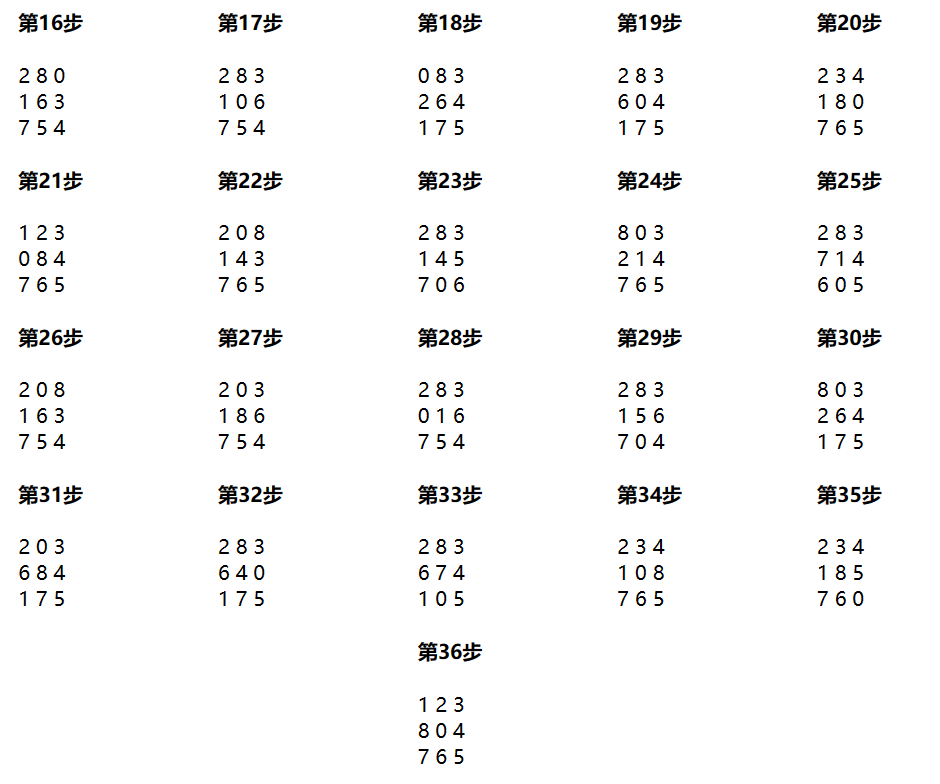 第16步 第17步 第18步 第19步 第20步
2 8 0 2 8 3 0 8 3 2 8 3 2 3 4
1 6 3 1 0 6 2 6 4 6 0 4 1 8 0
7 5 4 7 5 4 1 7 5 1 7 5 7 6 5
第21步 第22步 第23步 第24步 第25步
1 2 3 2 0 8 2 8 3 8 0 3 2 8 3
0 8 4 1 4 3 1 4 5 2 1 4 7 1 4
7 6 5 7 6 5 7 0 6 7 6 5 6 0 5
第26步 第27步 第28步 第29步 第30步
2 0 8 2 0 3 2 8 3 2 8 3 8 0 3
1 6 3 1 8 6 0 1 6 1 5 6 2 6 4
7 5 4 7 5 4 7 5 4 7 0 4 1 7 5
第31步 第32步 第33步 第34步 第35步
2 0 3 2 8 3 2 8 3 2 3 4 2 3 4
6 8 4 6 4 0 6 7 4 1 0 8 1 8 5
1 7 5 1 7 5 1 0 5 7 6 5 7 6 0
第36步
1 2 3
8 0 4
7 6 5